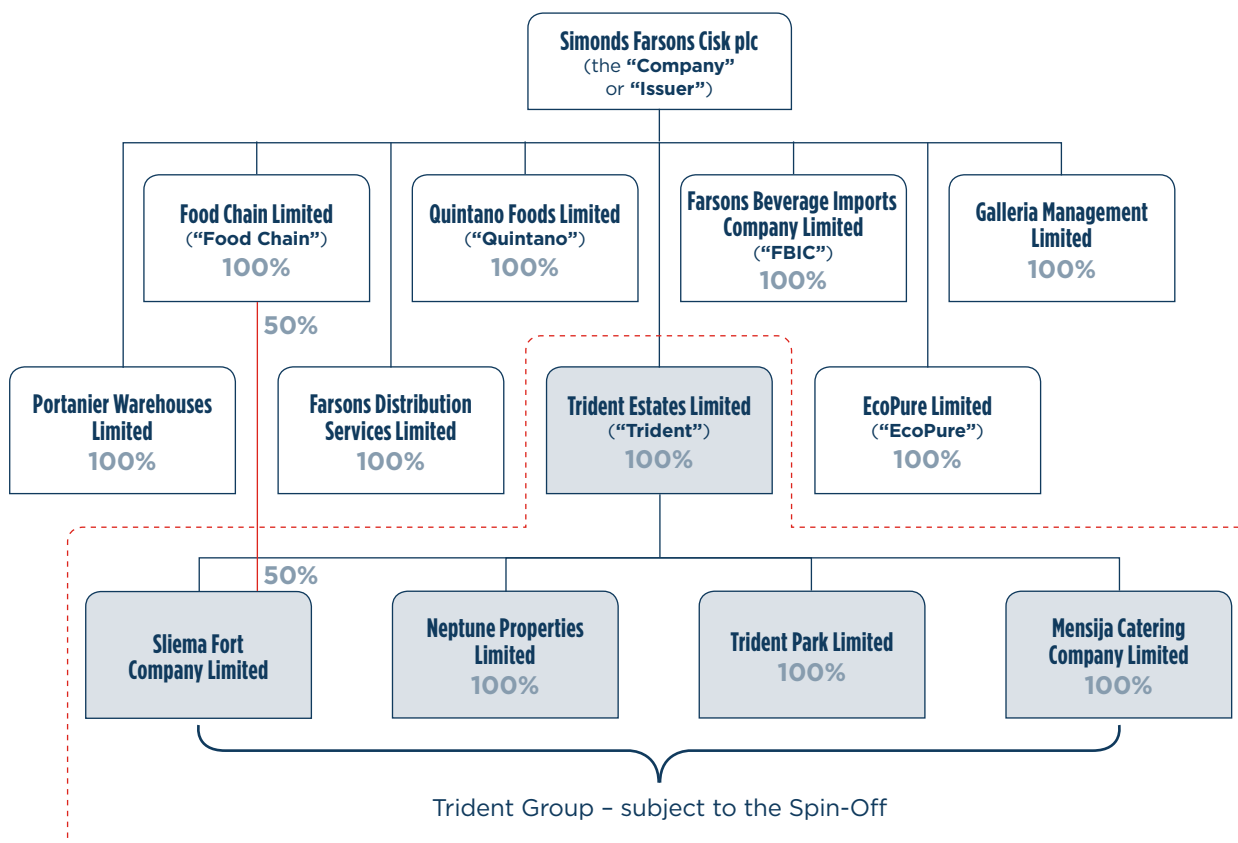 Simonds Farsons Cisk plc
(the “Company”
or “Issuer”)
Food Chain Limited
(“Food Chain”)
100%
Quintano Foods Limited
(“Quintano”)
100%
Farsons Beverage Imports
Company Limited
(“FBIC”)
100%
Galleria Management
Limited
100%
50%
Portanier Warehouses
Limited
100%
Farsons Distribution
Services Limited
100%
Trident Estates Limited
(“Trident”)
100%
EcoPure Limited
(“EcoPure”)
100%
50%
Sliema Fort
Company Limited
Neptune Properties
Limited
100%
Trident Park Limited
100%
Mensija Catering
Company Limited
100%
Trident Group – subject to the Spin-Off